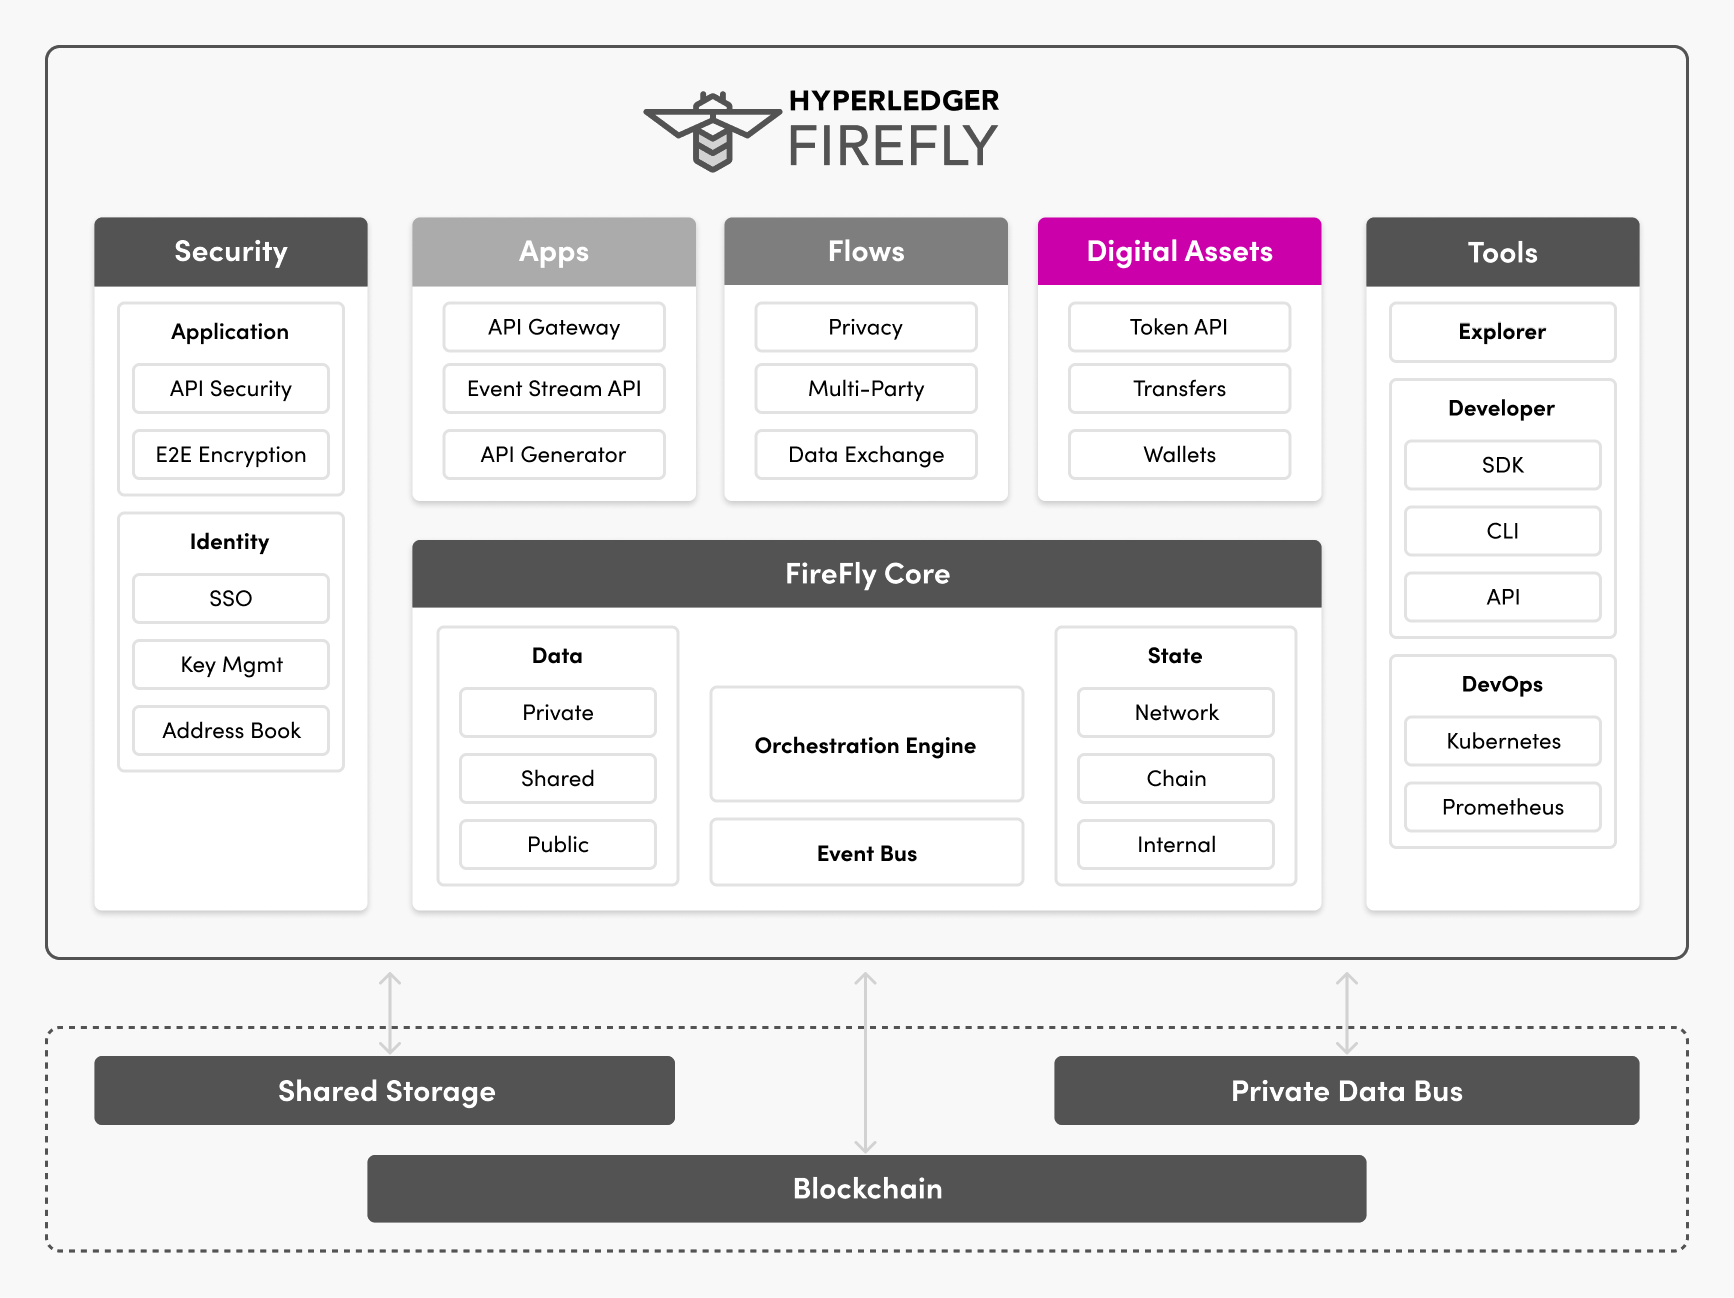 HYPERLEDGER
FIREFLY
Security
Application
API Security
E2E Encryption
Identity
SSO
Key Mgmt
Address Book
Apps
API Gateway
Event Stream API
API Generator
Flows
Privacy
Multi-Party
Data Exchange
Digital Assets
Token API
Transfers
Wallets
FireFly Core
Data
Private
Shared
Public
Orchestration Engine
Event Bus
State
Network
Chain
Internal
Tools
Explorer
Developer
SDK
CLI
API
DevOps
Kubernetes
Prometheus
Shared Storage
Private Data Bus
Blockchain